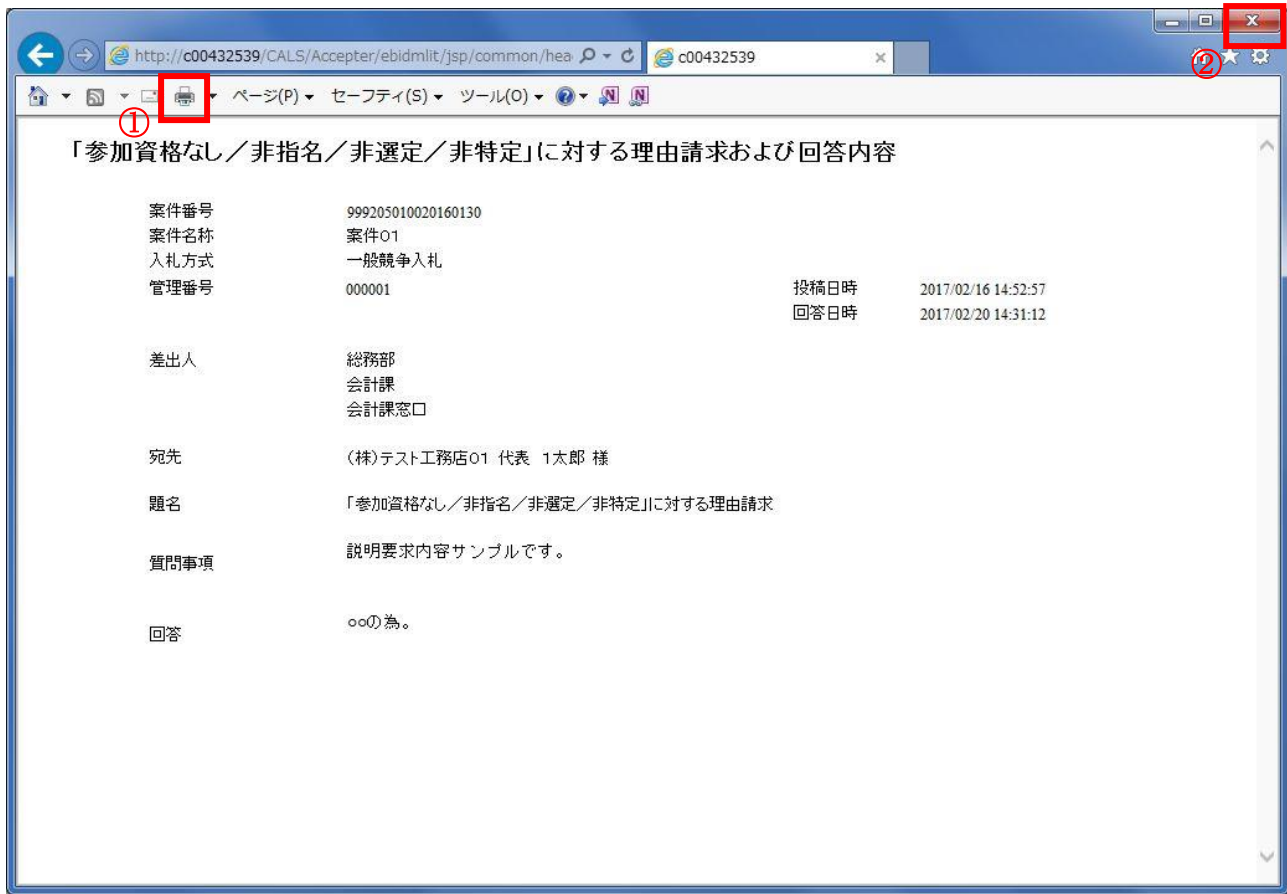 http://c00432539/CALS/Accepter/ebidmlit/jsp/common/hea
c00432539
②
ページ(P) セーフティ(S) ツール(O)
①
「参加資格なし／非指名／非選定／非特定」に対する理由請求および回答内容
案件番号 999205010020160130
案件名称 案件01
入札方式 一般競争入札
管理番号 000001 投稿日時 2017/02/16 14:52:57
回答日時 2017/02/20 14:31:12
差出人 総務部
会計課
会計課窓口
宛先 (株)テスト工務店01 代表 1太郎 様
題名 「参加資格なし／非指名／非選定／非特定」に対する理由請求
質問事項 説明要求内容サンプルです。
回答 ○○の為。